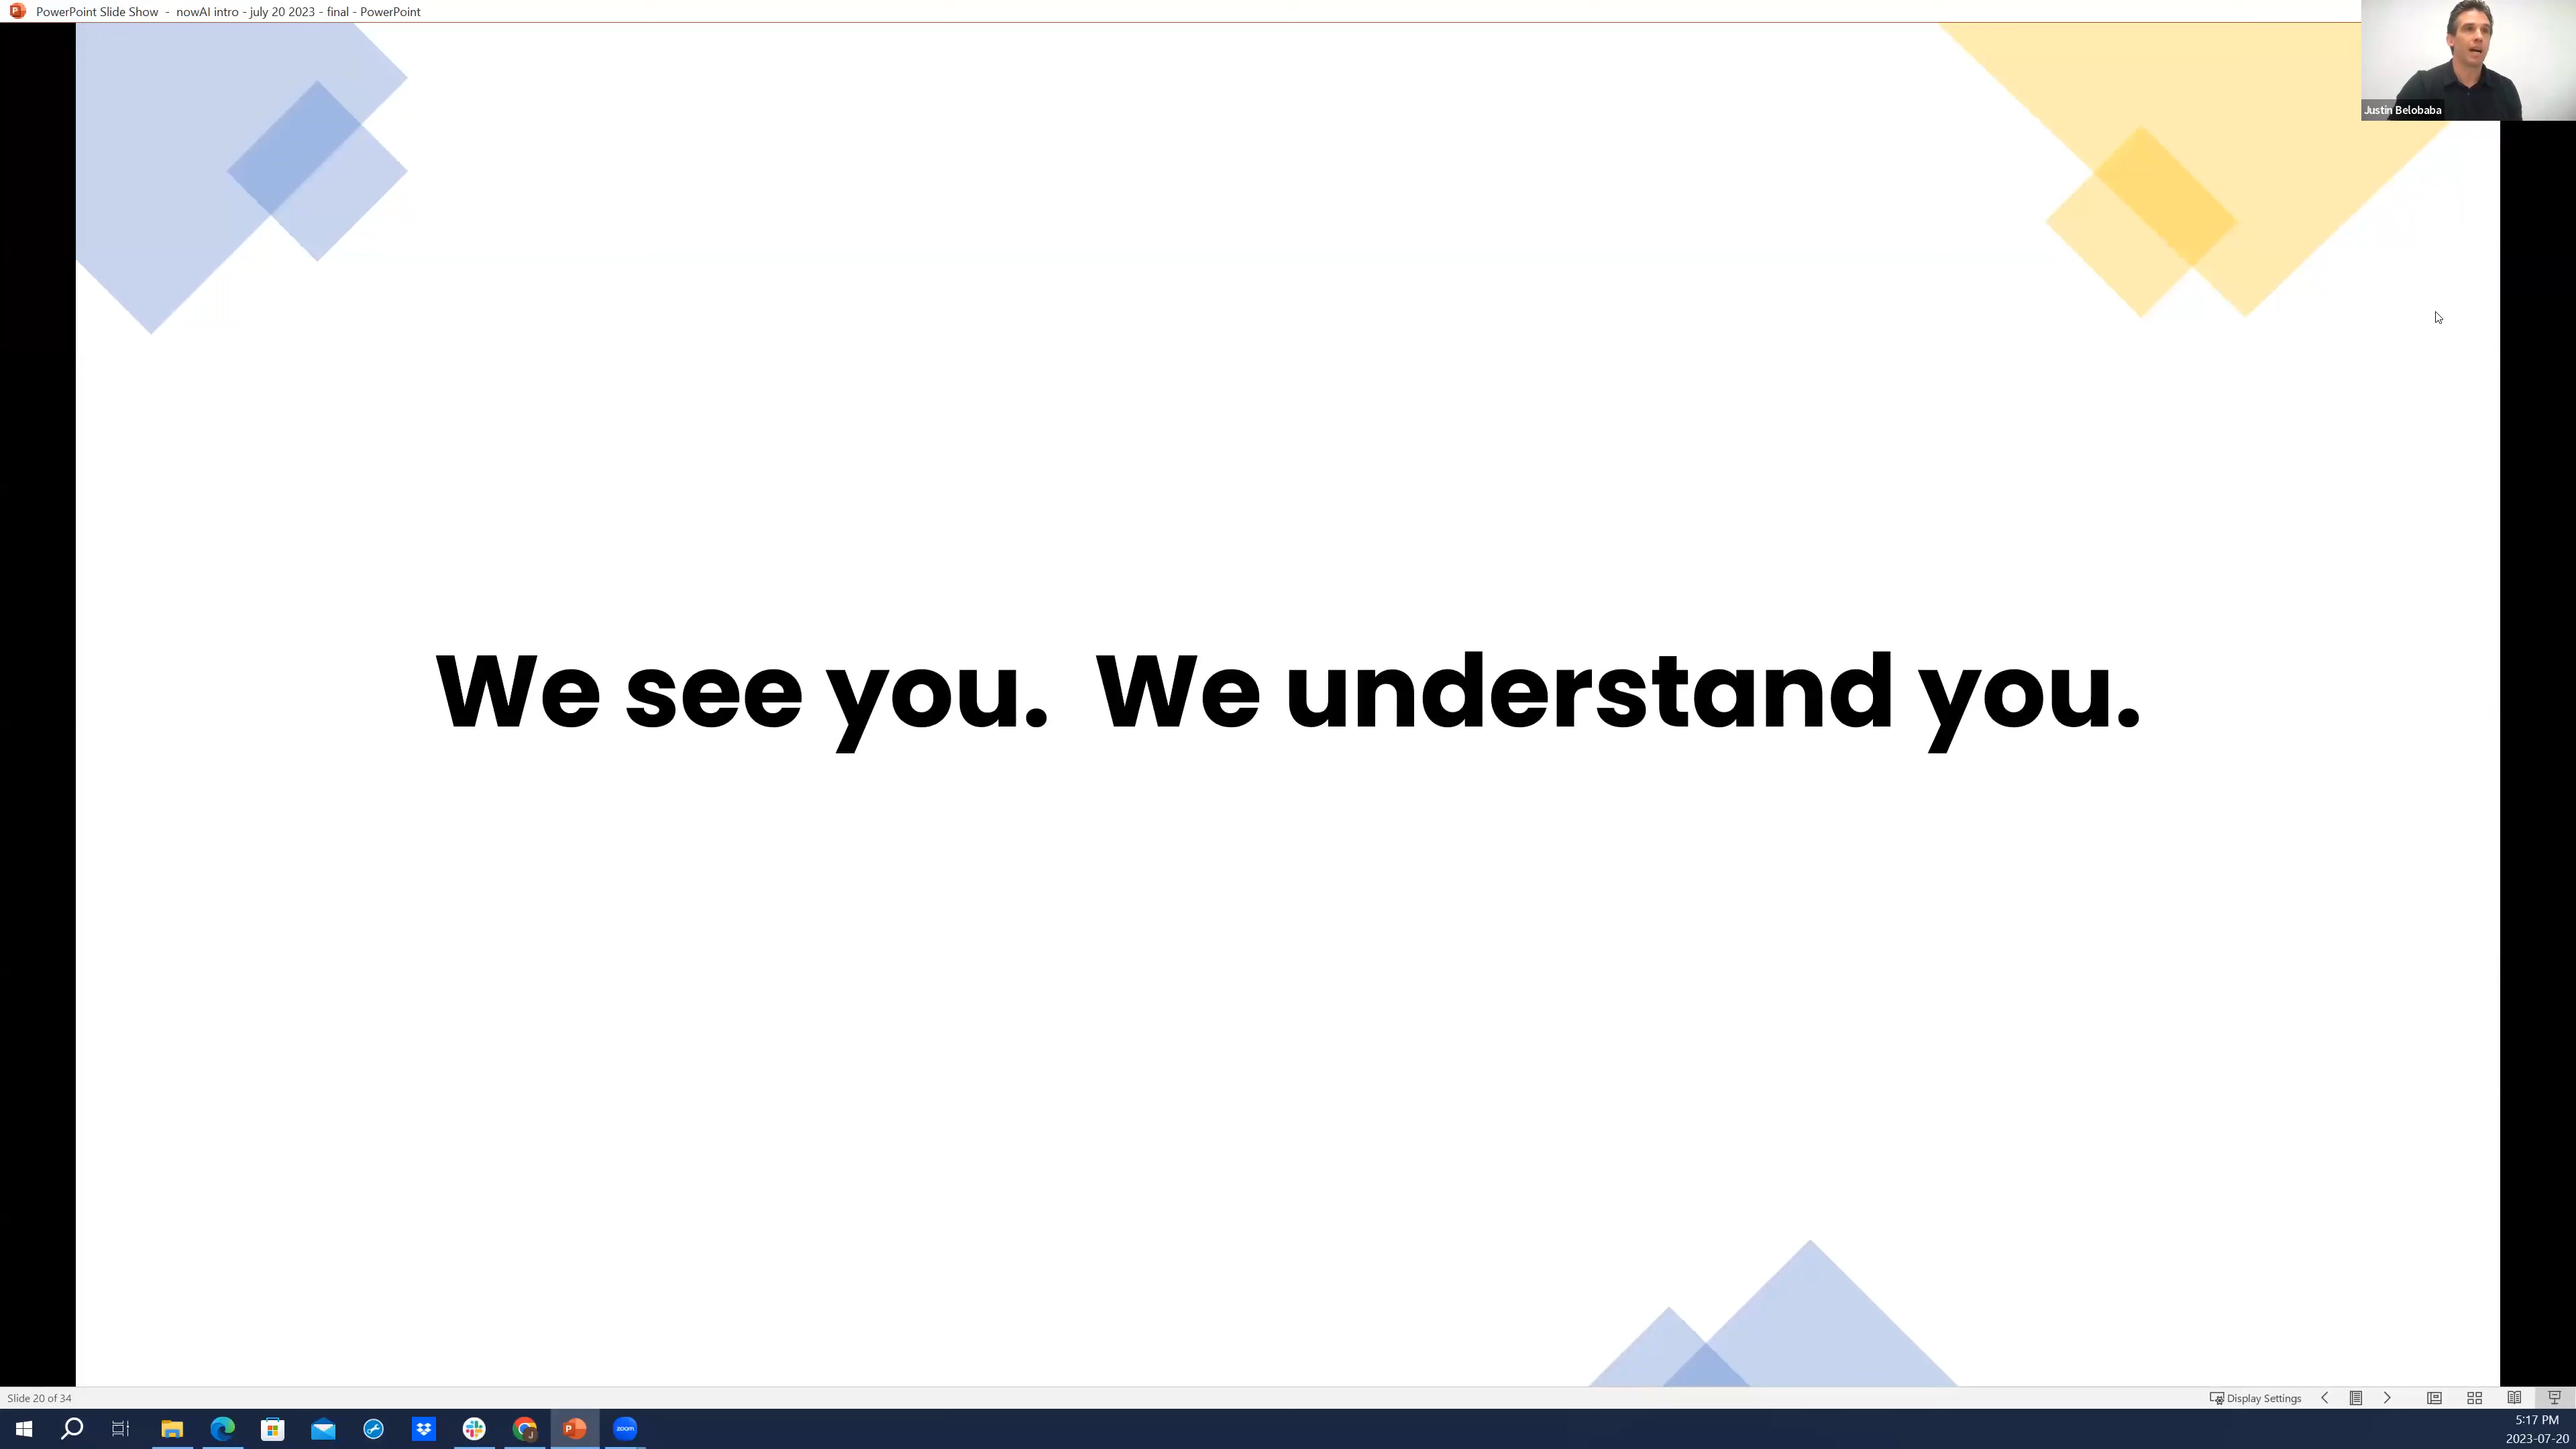 PowerPoint Slide Show - nowAI intro - july 20 2023 - final - PowerPoint
Justin Belobaba
We see you. We understand you.
Slide 20 of 34
Display Settings
zoom
5:17 PM
2023-07-20